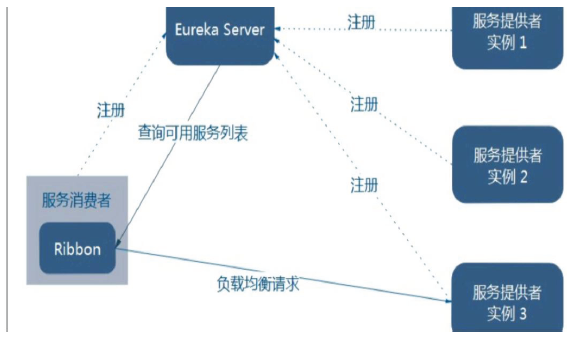 Eureka Server
注册
服务提供者
实例 1
注册
注册
查询可用服务列表
服务提供者
实例 2
注册
服务消费者
Ribbon
负载均衡请求
服务提供者
实例 3